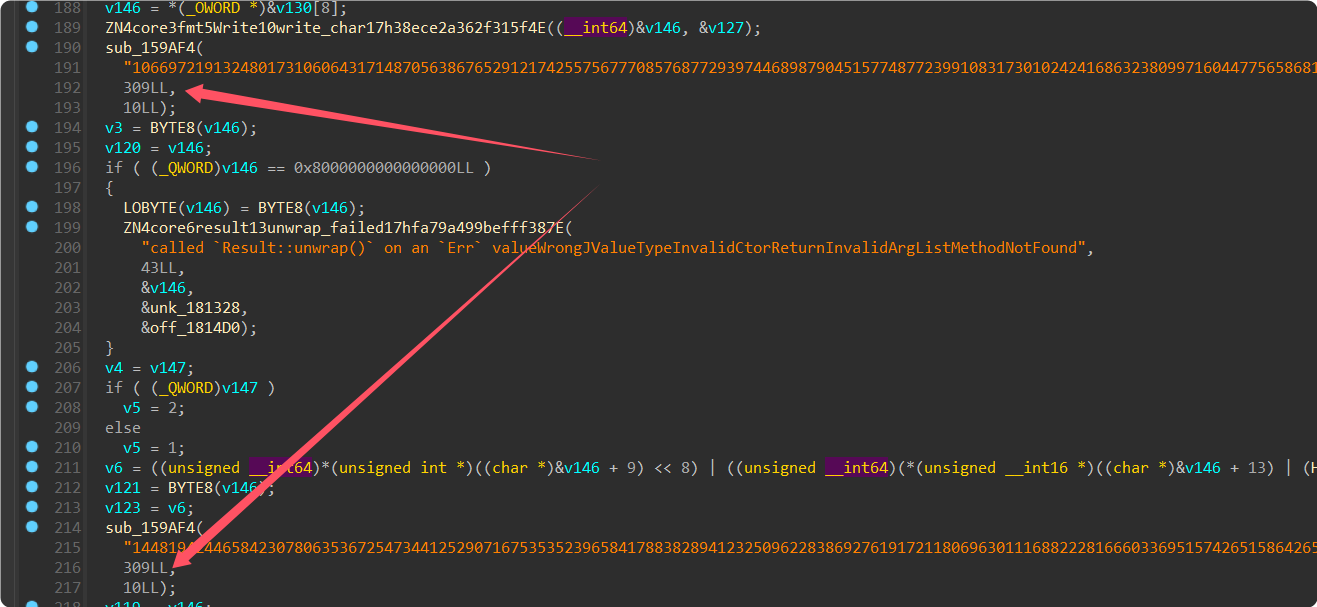 188 v146 = *(_OWORD *)&v130[8];
189 ZN4core3fmt5Write10write_char17h38ece2a362f315f4E((__int64)&v146, &v127);
190 sub_159AF4(
191 "10669721913248017310606431714870563867652912174255756777085768772939744689879045157748772399108317301024241686323809971604477565868
192 309LL,
193 10LL);
194 v3 = BYTE8(v146);
195 v120 = v146;
196 if ( (_QWORD)v146 == 0x8000000000000000LL )
197 {
198 LOBYTE(v146) = BYTE8(v146);
199 ZN4core6result13unwrap_failed17hfa79a499befff387E(
200 "called `Result::unwrap()` on an `Err` valueWrongJValueTypeInvalidCtorReturnInvalidArgListMethodNotFound",
201 43LL,
202 &v146,
203 &unk_181328,
204 &off_1814D0);
205 }
206 v4 = v147;
207 if ( (_QWORD)v147 )
208 v5 = 2;
209 else
210 v5 = 1;
211 v6 = ((unsigned __int64)*(unsigned int *)((char *)&v146 + 9) << 8) | ((unsigned __int64)(*(unsigned __int16 *)((char *)&v146 + 13) | (
212 v121 = BYTE8(v146);
213 v123 = v6;
214 sub_159AF4(
215
216 309LL,
217 10LL);
218 v119 = v146;